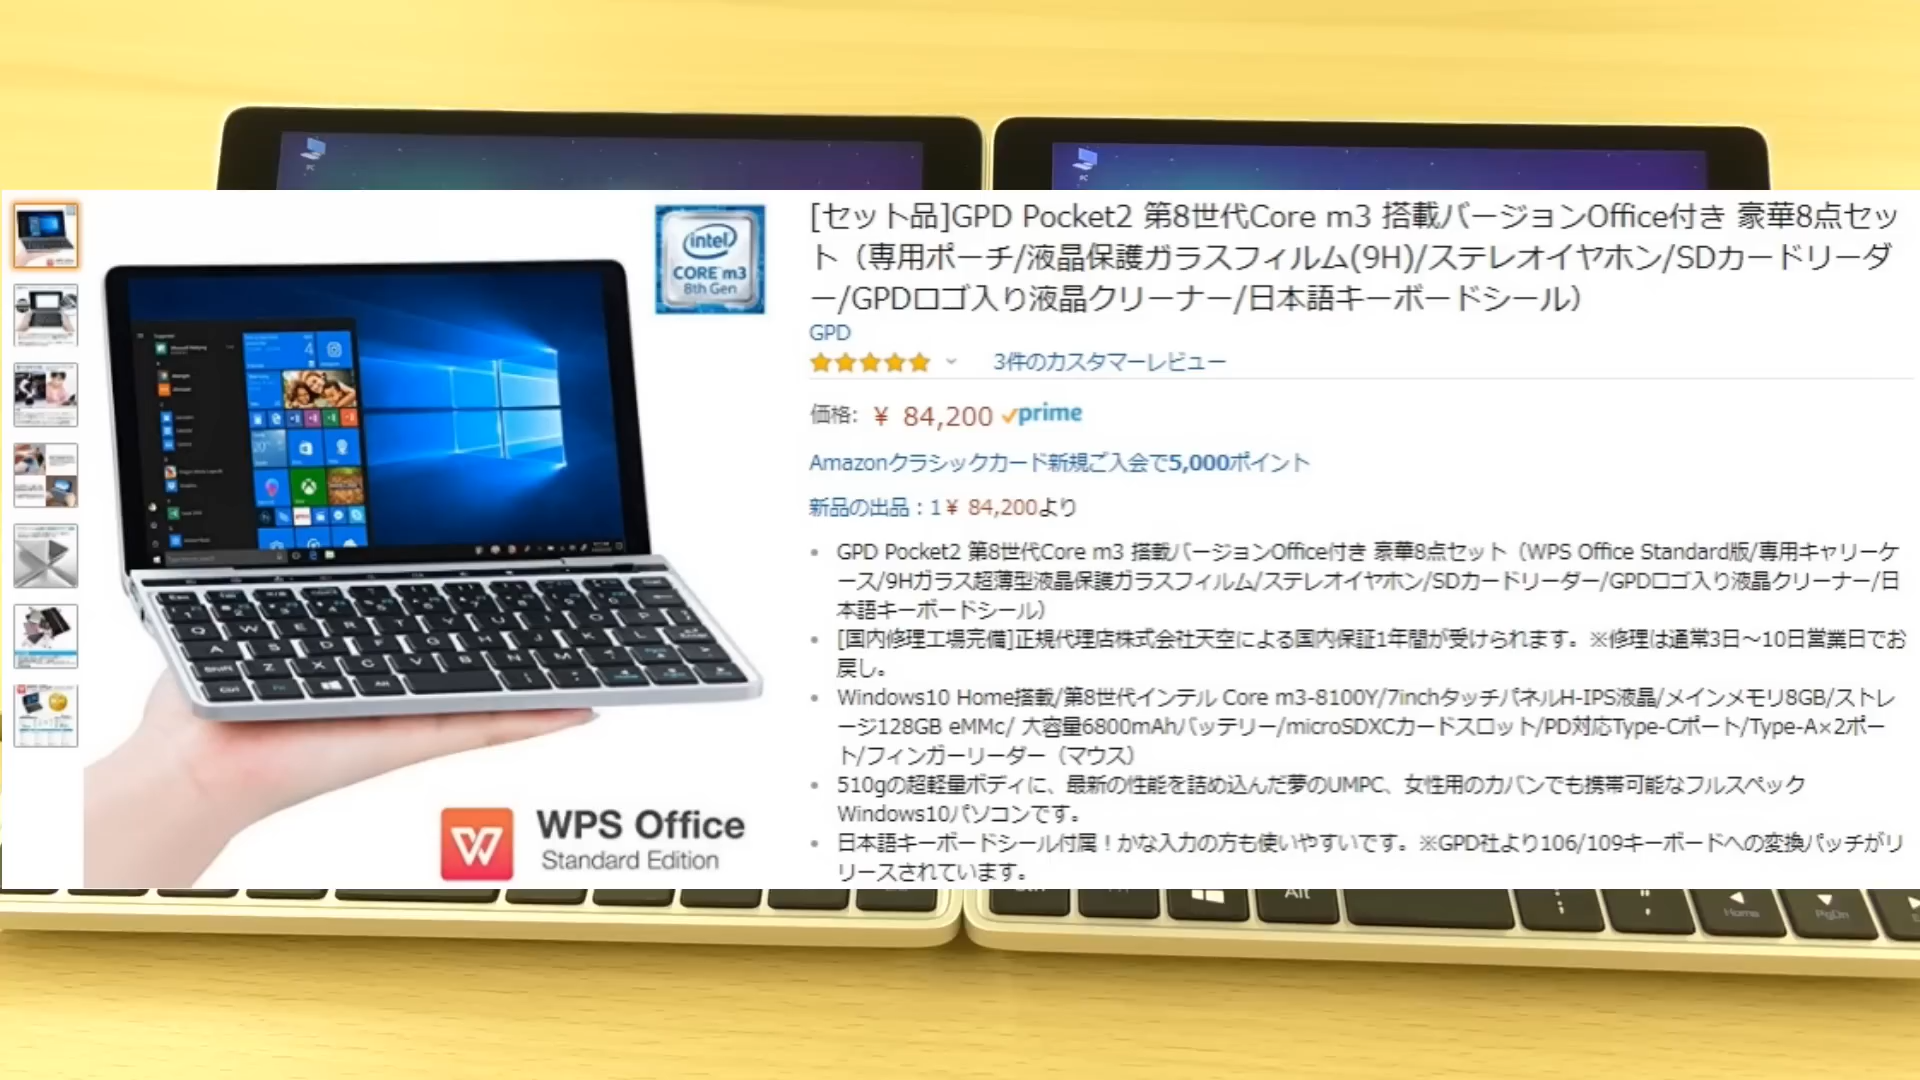 PC
PC
intel
CORE m3
8th Gen
[セット品]GPD Pocket2 第8世代Core m3 搭載バージョンOffice付き 豪華8点セッ
ト（専用ポーチ/液晶保護ガラスフィルム(9H)/ステレオイヤホン/SDカードリーダ
ー/GPDロゴ入り液晶クリーナー/日本語キーボードシール）
GPD
3件のカスタマーレビュー
価格: ￥ 84,200 prime
Amazonクラシックカード新規ご入会で5,000ポイント
新品の出品：1￥ 84,200より
GPD Pocket2 第8世代Core m3 搭載バージョンOffice付き 豪華8点セット（WPS Office Standard版/専用キャリーケ
ース/9Hガラス超薄型液晶保護ガラスフィルム/ステレオイヤホン/SDカードリーダー/GPDロゴ入り液晶クリーナー/日
本語キーボードシール）
[国内修理工場完備]正規代理店株式会社天空による国内保証1年間が受けられます。※修理は通常3日～10日営業日でお
戻し。
Windows10 Home搭載/第8世代インテル Core m3-8100Y/7inchタッチパネルH-IPS液晶/メインメモリ8GB/ストレ
ージ128GB eMMc/ 大容量6800mAhバッテリー/microSDXCカードスロット/PD対応Type-Cポート/Type-A×2ポー
ト/フィンガーリーダー（マウス）
510gの超軽量ボディに、最新の性能を詰め込んだ夢のUMPC、女性用のカバンでも携帯可能なフルスペック
Windows10パソコンです。
日本語キーボードシール付属！かな入力の方も使いやすいです。※GPD社より106/109キーボードへの変換パッチがリ
リースされています。
WPS Office
Standard Edition
Alt
Home
PgDn